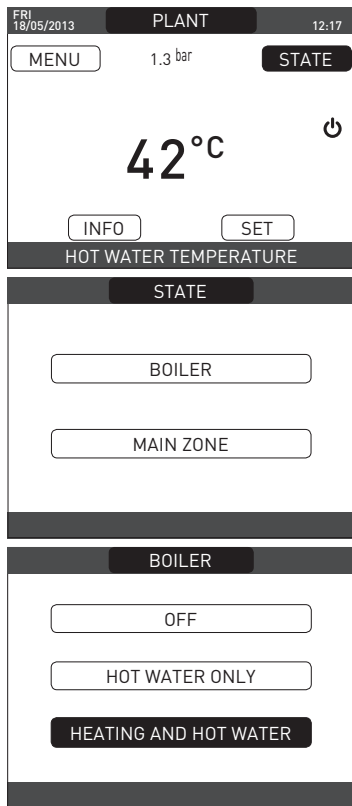 FRI
18/05/2013 PLANT 12:17
MENU 1.3 bar STATE
42°C
INFO SET
HOT WATER TEMPERATURE
STATE
BOILER
MAIN ZONE
BOILER
OFF
HOT WATER ONLY
HEATING AND HOT WATER